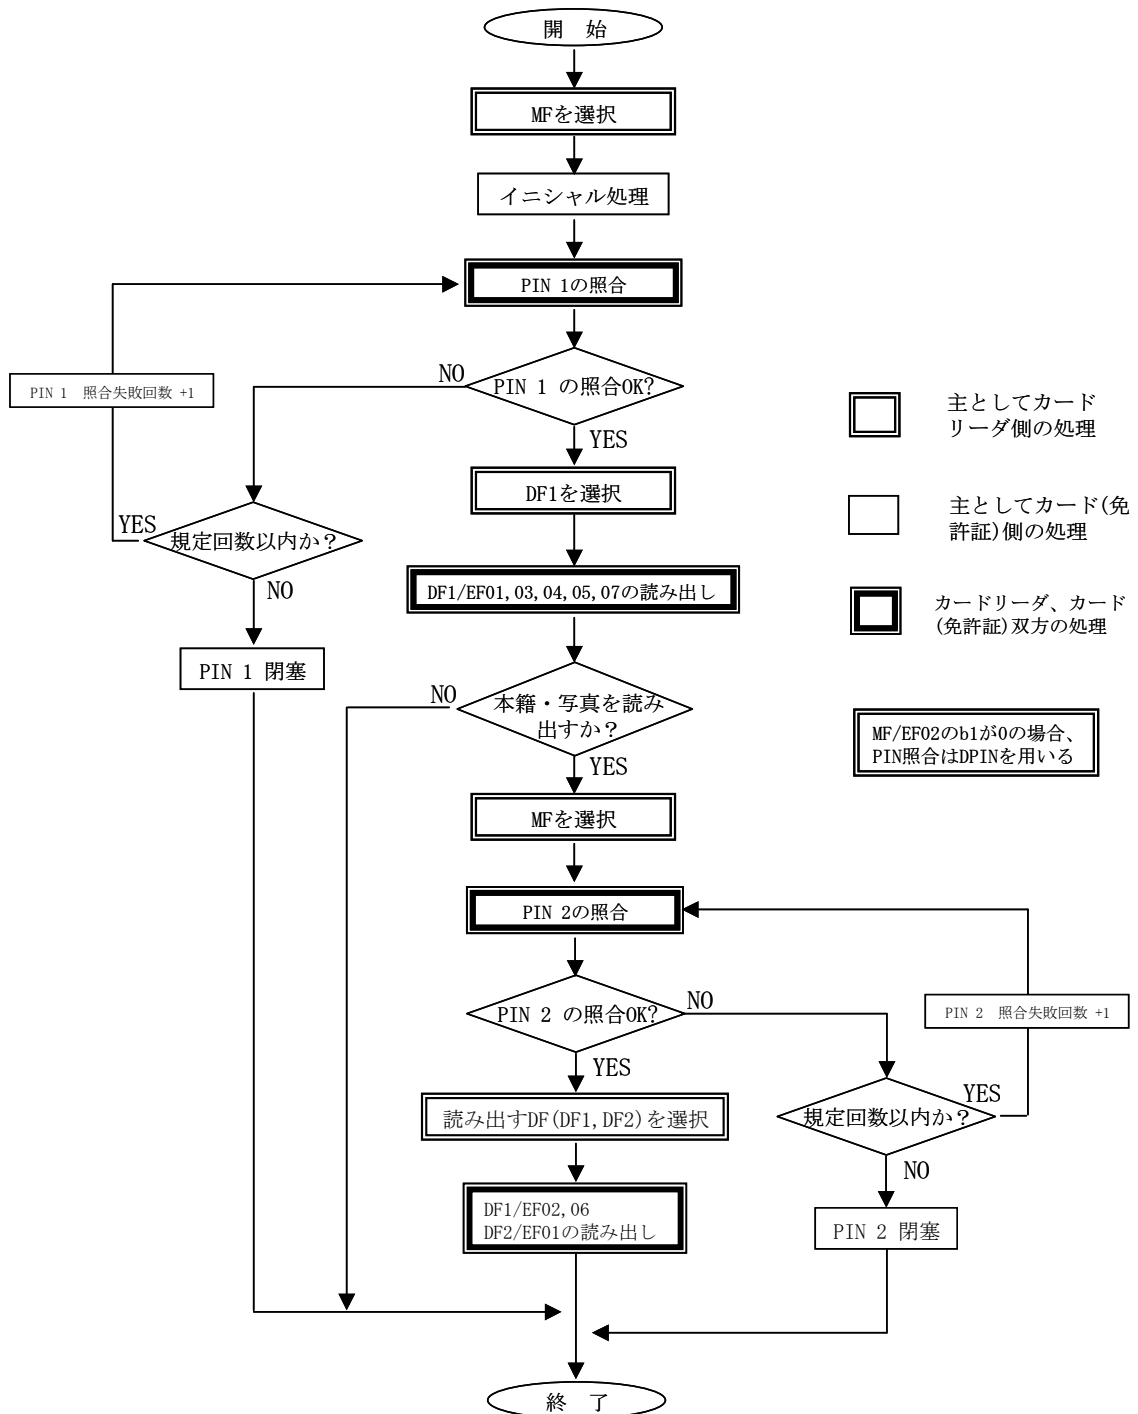 開　始
MFを選択
イニシャル処理
PIN 1の照合
PIN 1 の照合OK?
NO
YES
PIN 1　照合失敗回数 +1
規定回数以内か？
YES
NO
PIN 1 閉塞
DF1を選択
DF1/EF01,03,04,05,07の読み出し
本籍・写真を読み
出すか？
NO
YES
MFを選択
PIN 2の照合
PIN 2 の照合OK?
NO
YES
PIN 2　照合失敗回数 +1
規定回数以内か？
YES
NO
PIN 2 閉塞
読み出すDF(DF1,DF2)を選択
DF1/EF02,06
DF2/EF01の読み出し
終　了
主としてカード
リーダ側の処理
主としてカード(免
許証)側の処理
カードリーダ、カード
(免許証)双方の処理
MF/EF02のb1が0の場合、
PIN照合はDPINを用いる